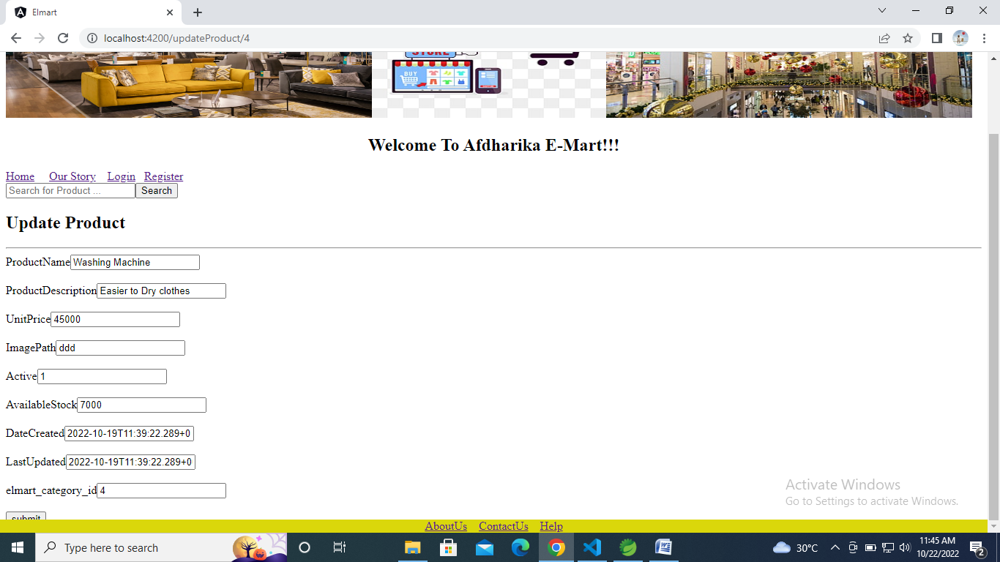 Elmart
localhost:4200/updateProduct/4
STORE
BUY
Welcome To Afdharika E-Mart!!!
Home Our Story Login Register
Search for Product ... Search
Update Product
ProductName Washing Machine
ProductDescription Easier to Dry clothes
UnitPrice 45000
ImagePath ddd
Active 1
AvailableStock 7000
DateCreated 2022-10-19T11:39:22.289+0
LastUpdated 2022-10-19T11:39:22.289+0
elmart_category_id 4
submit
Activate Windows
Go to Settings to activate Windows.
AboutUs ContactUs Help
Type here to search
30°C
11:45 AM
10/22/2022
2